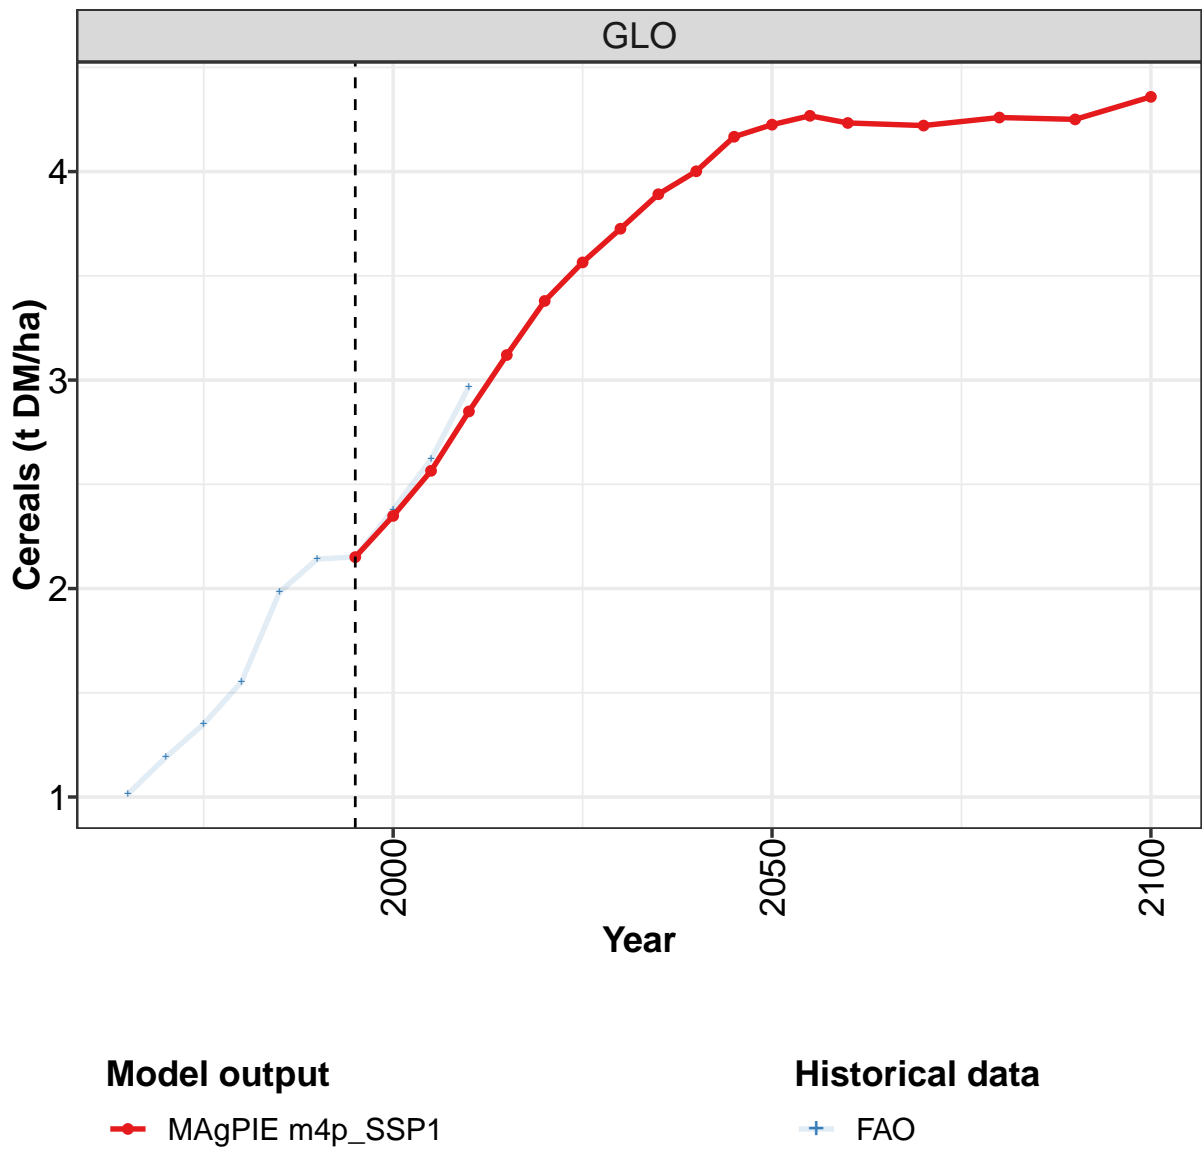 GLO
Cereals (t DM/ha)
4
3
2
1
2000
2050
2100
Year
Model output
MAgPIE m4p_SSP1
Historical data
FAO